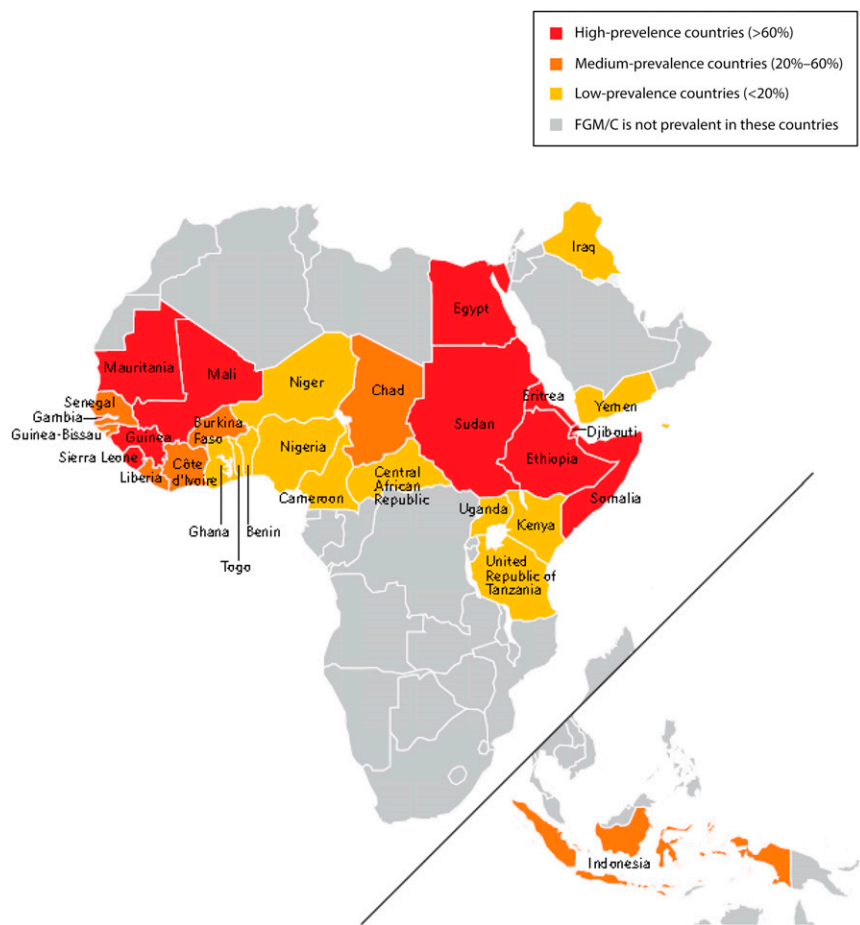 High-prevelence countries (>60%)
Medium-prevalence countries (20%–60%)
Low-prevalence countries (<20%)
FGM/C is not prevalent in these countries
Iraq
Egypt
Mauritania
Mali
Niger
Chad
Eritrea
Yemen
Senegal
Gambia
Guinea-Bissau
Guinea
Burkina
Faso
Sudan
Djibouti
Nigeria
Ethiopia
Sierra Leone
Liberia
Côte
d'Ivoire
Central
African
Republic
Cameroon
Somalia
Uganda
Kenya
Ghana
Benin
Togo
United
Republic of
Tanzania
Indonesia